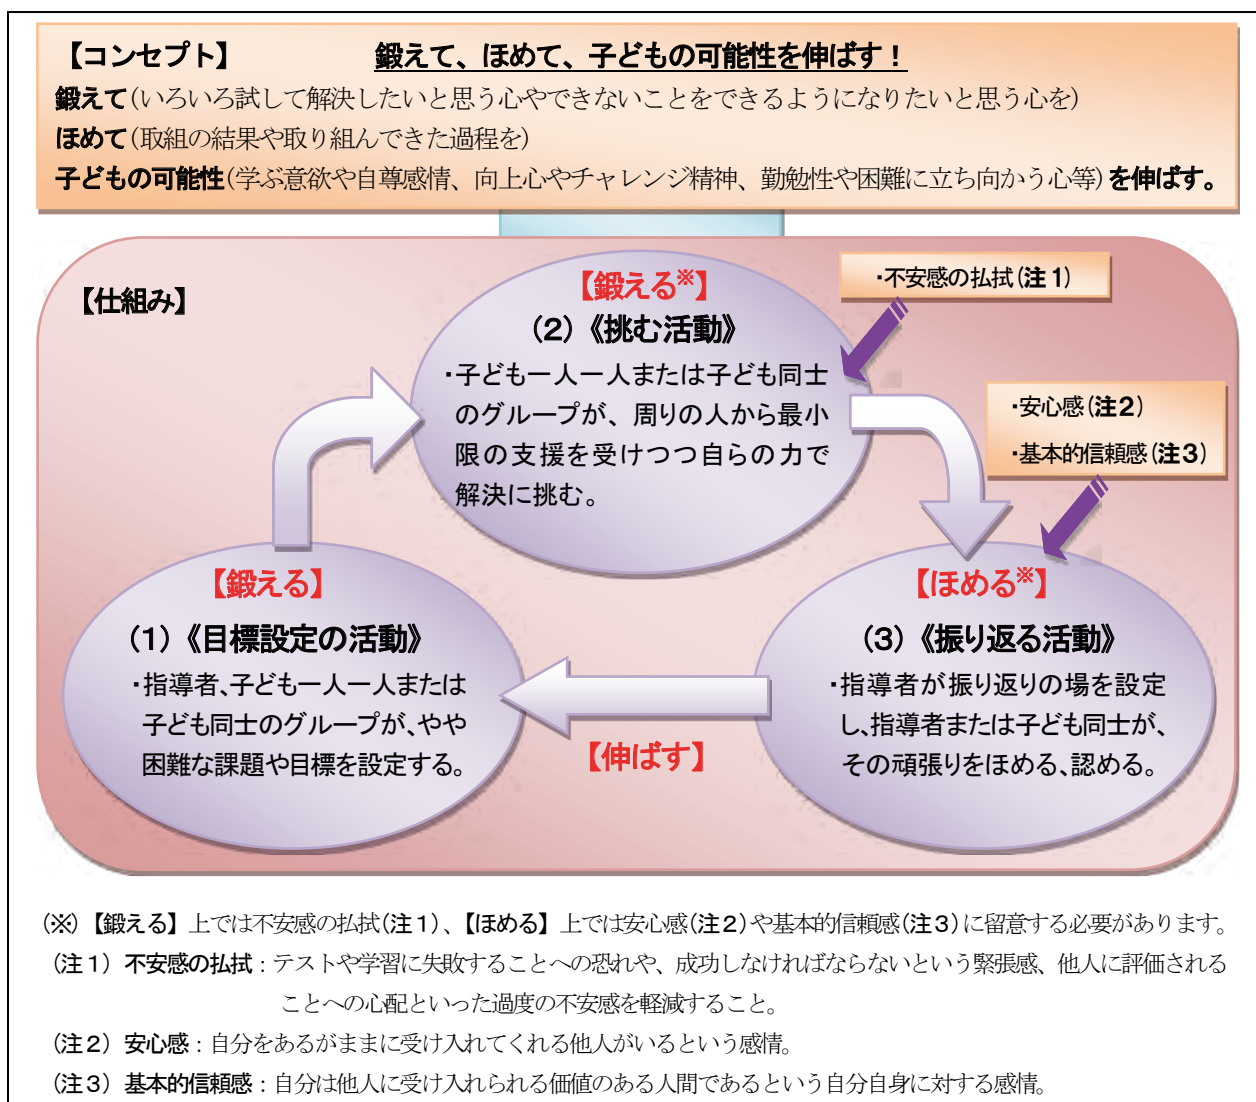 【コンセプト】 鍛えて、ほめて、子どもの可能性を伸ばす！
鍛えて(いろいろ試して解決したいと思う心やできないことをできるようになりたいと思う心を)
ほめて(取組の結果や取り組んできた過程を)
子どもの可能性(学ぶ意欲や自尊感情、向上心やチャレンジ精神、勤勉性や困難に立ち向かう心等)を伸ばす。
【仕組み】
【鍛える※】
(2)《挑む活動》
・子ども一人一人または子ども同士
のグループが、周りの人から最小
限の支援を受けつつ自らの力で
解決に挑む。
・不安感の払拭(注1)
・安心感(注2)
・基本的信頼感(注3)
【鍛える】
(1)《目標設定の活動》
・指導者、子ども一人一人または
子ども同士のグループが、やや
困難な課題や目標を設定する。
【ほめる※】
(3)《振り返る活動》
・指導者が振り返りの場を設定
し、指導者または子ども同士が、
その頑張りをほめる、認める。
【伸ばす】
(※)【鍛える】上では不安感の払拭(注1)、【ほめる】上では安心感(注2)や基本的信頼感(注3)に留意する必要があります。
(注1) 不安感の払拭：テストや学習に失敗することへの恐れや、成功しなければならないという緊張感、他人に評価される
ことへの心配といった過度の不安感を軽減すること。
(注2) 安心感：自分をあるがままに受け入れてくれる他人がいるという感情。
(注3) 基本的信頼感：自分は他人に受け入れられる価値のある人間であるという自分自身に対する感情。